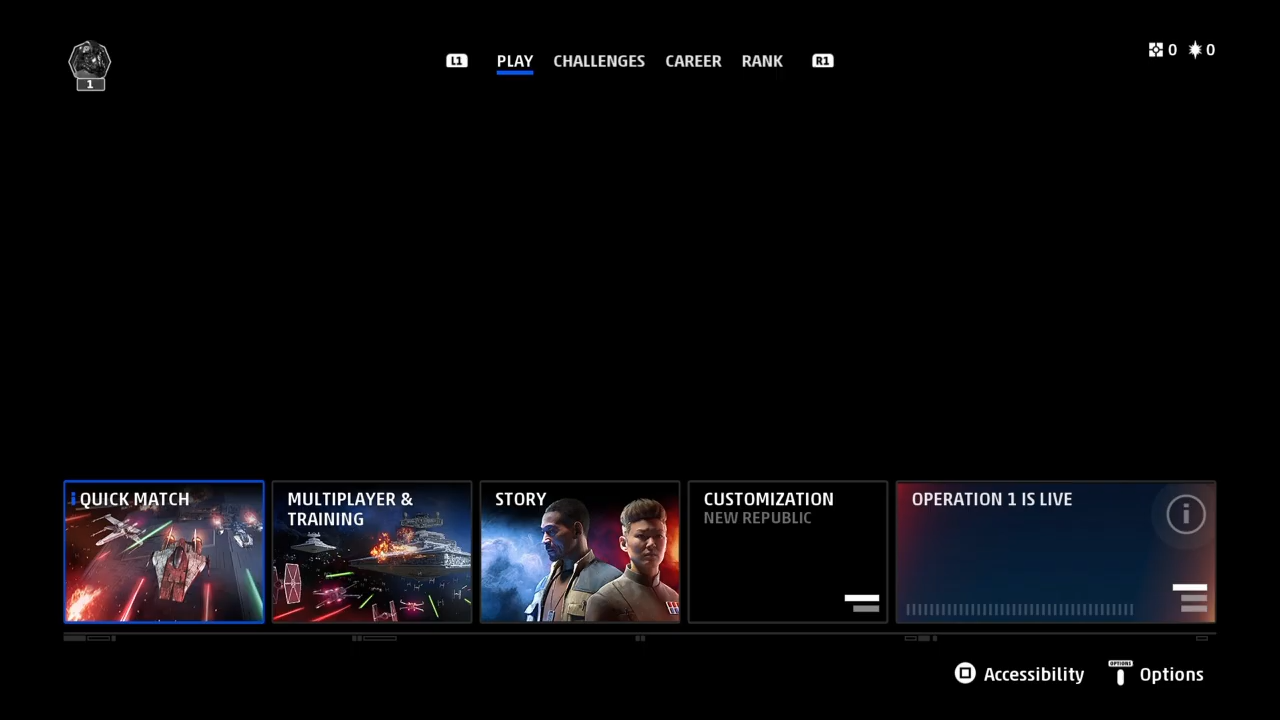 L1 PLAY CHALLENGES CAREER RANK R1
0 0
1
QUICK MATCH
MULTIPLAYER &
TRAINING
STORY
CUSTOMIZATION
NEW REPUBLIC
OPERATION 1 IS LIVE
Accessibility
OPTIONS
Options